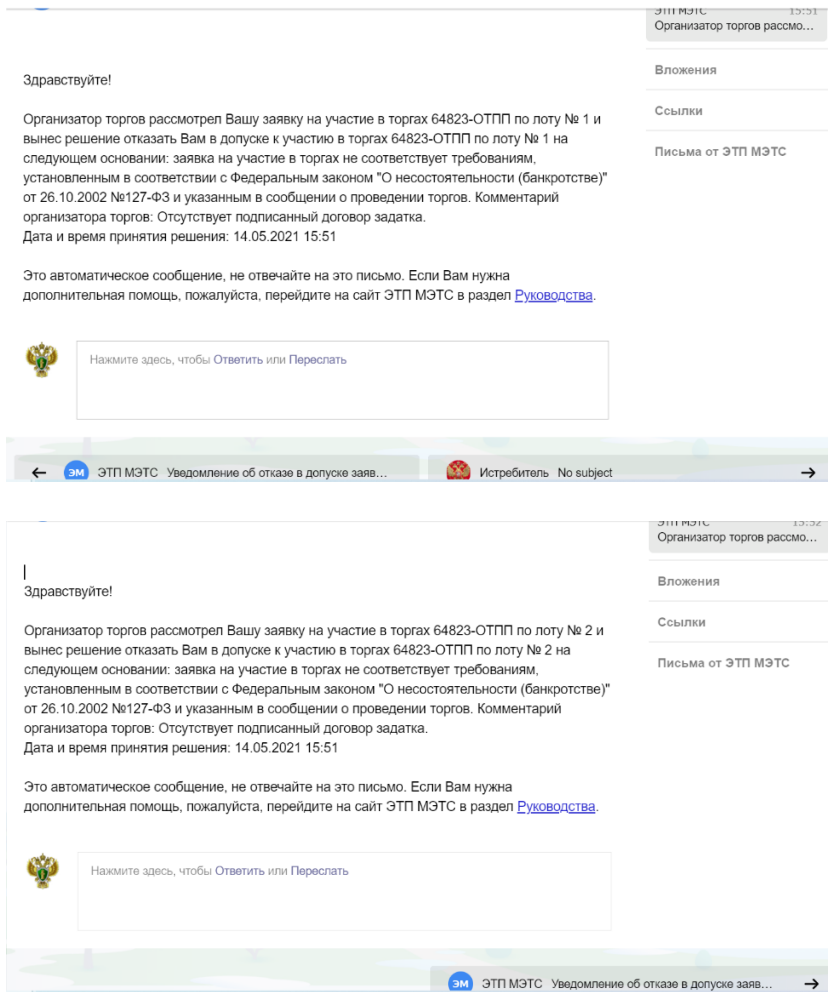 ЭТП МЭТС 15:51
Организатор торгов рассмо...
Здравствуйте!
Вложения
Организатор торгов рассмотрел Вашу заявку на участие в торгах 64823-ОТПП по лоту № 1 и
вынес решение отказать Вам в допуске к участию в торгах 64823-ОТПП по лоту № 1 на
следующем основании: заявка на участие в торгах не соответствует требованиям,
установленным в соответствии с Федеральным законом "О несостоятельности (банкротстве)"
от 26.10.2002 №127-ФЗ и указанным в сообщении о проведении торгов. Комментарий
организатора торгов: Отсутствует подписанный договор задатка.
Дата и время принятия решения: 14.05.2021 15:51
Ссылки
Письма от ЭТП МЭТС
Это автоматическое сообщение, не отвечайте на это письмо. Если Вам нужна
дополнительная помощь, пожалуйста, перейдите на сайт ЭТП МЭТС в раздел Руководства.
Нажмите здесь, чтобы Ответить или Переслать
← ЭМ ЭТП МЭТС Уведомление об отказе в допуске заяв...
Истребитель No subject →
ЭТП МЭТС 15:52
Организатор торгов рассмо...
Здравствуйте!
Вложения
Организатор торгов рассмотрел Вашу заявку на участие в торгах 64823-ОТПП по лоту № 2 и
вынес решение отказать Вам в допуске к участию в торгах 64823-ОТПП по лоту № 2 на
следующем основании: заявка на участие в торгах не соответствует требованиям,
установленным в соответствии с Федеральным законом "О несостоятельности (банкротстве)"
от 26.10.2002 №127-ФЗ и указанным в сообщении о проведении торгов. Комментарий
организатора торгов: Отсутствует подписанный договор задатка.
Дата и время принятия решения: 14.05.2021 15:51
Ссылки
Письма от ЭТП МЭТС
Это автоматическое сообщение, не отвечайте на это письмо. Если Вам нужна
дополнительная помощь, пожалуйста, перейдите на сайт ЭТП МЭТС в раздел Руководства.
Нажмите здесь, чтобы Ответить или Переслать
ЭМ ЭТП МЭТС Уведомление об отказе в допуске заяв... →